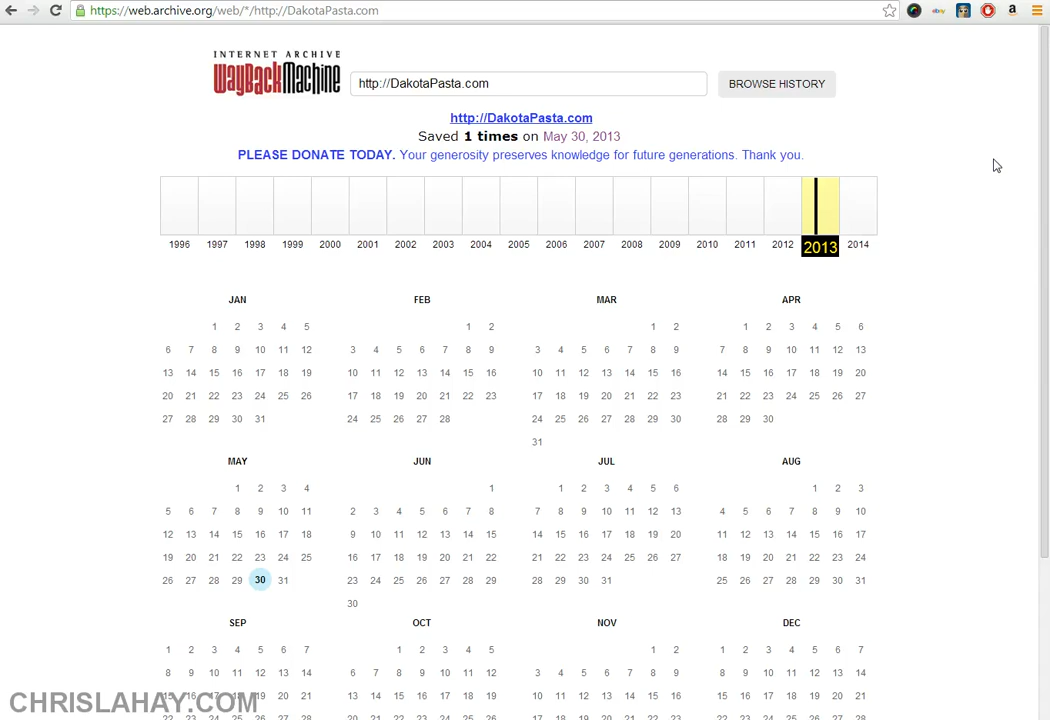 https://web.archive.org/web/*/http://DakotaPasta.com
INTERNET ARCHIVE
WayBackMachine
http://DakotaPasta.com
BROWSE HISTORY
http://DakotaPasta.com
Saved 1 times on May 30, 2013
PLEASE DONATE TODAY. Your generosity preserves knowledge for future generations. Thank you.
1996 1997 1998 1999 2000 2001 2002 2003 2004 2005 2006 2007 2008 2009 2010 2011 2012 2013 2014
JAN FEB MAR APR
1 2 3 4 5 1 2 1 2 1 2 3 4 5 6
6 7 8 9 10 11 12 3 4 5 6 7 8 9 3 4 5 6 7 8 9 7 8 9 10 11 12 13
13 14 15 16 17 18 19 10 11 12 13 14 15 16 10 11 12 13 14 15 16 14 15 16 17 18 19 20
20 21 22 23 24 25 26 17 18 19 20 21 22 23 17 18 19 20 21 22 23 21 22 23 24 25 26 27
27 28 29 30 31 24 25 26 27 28 24 25 26 27 28 29 30 28 29 30
31
MAY JUN JUL AUG
1 2 3 4 1 1 2 3 4 5 6 1 2 3
5 6 7 8 9 10 11 2 3 4 5 6 7 8 7 8 9 10 11 12 13 4 5 6 7 8 9 10
12 13 14 15 16 17 18 9 10 11 12 13 14 15 14 15 16 17 18 19 20 11 12 13 14 15 16 17
19 20 21 22 23 24 25 16 17 18 19 20 21 22 21 22 23 24 25 26 27 18 19 20 21 22 23 24
26 27 28 29 30 31 23 24 25 26 27 28 29 28 29 30 31 25 26 27 28 29 30 31
30
SEP OCT NOV DEC
1 2 3 4 5 6 7 1 2 3 4 5 1 2 1 2 3 4 5 6 7
8 9 10 11 12 13 14 6 7 8 9 10 11 12 3 4 5 6 7 8 9 8 9 10 11 12 13 14
15 16 17 18 19 20 21 13 14 15 16 17 18 19 10 11 12 13 14 15 16 15 16 17 18 19 20 21
CHRISLAHAY.COM